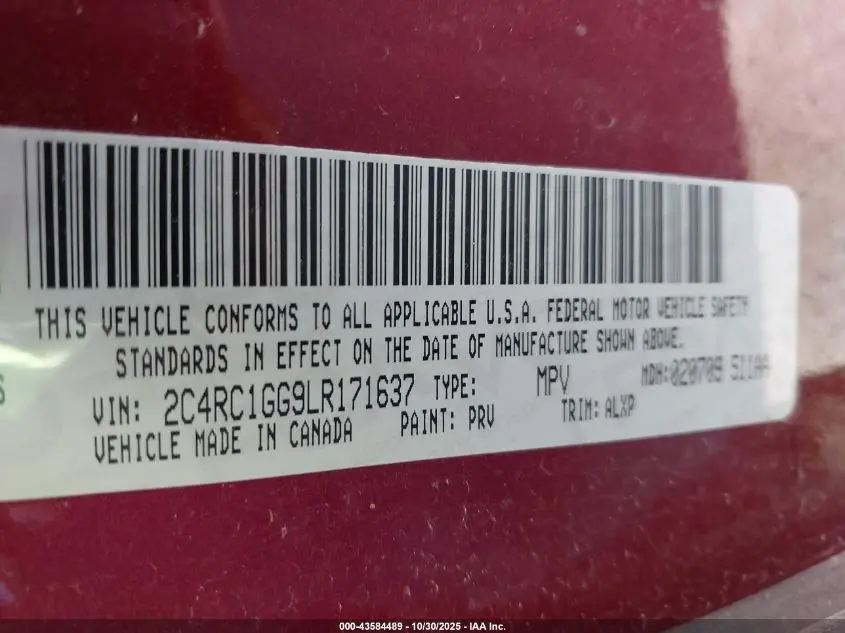 THIS VEHICLE CONFORMS TO ALL APPLICABLE U.S.A. FEDERAL MOTOR VEHICLE SAFETY
STANDARDS IN EFFECT ON THE DATE OF MANUFACTURE SHOWN ABOVE.
VIN: 2C4RC1GG9LR171637 TYPE: MPV MDH:020709 511AA
VEHICLE MADE IN CANADA PAINT: PRV TRIM: ALXP
000-43584489 - 10/30/2025 - IAA Inc.